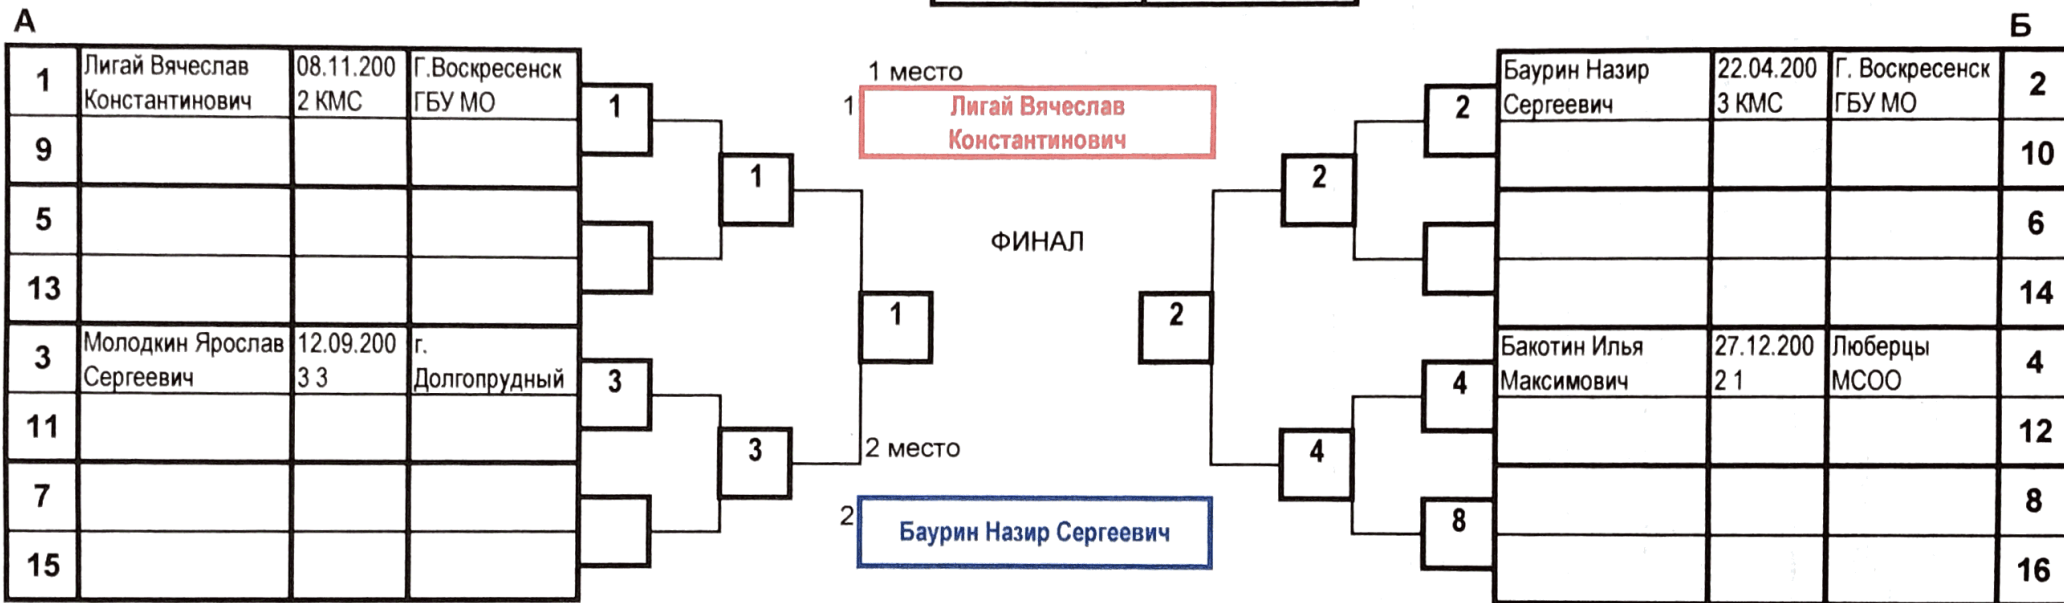 А
Б
1
Лигай Вячеслав
Константинович
08.11.200
2 КМС
Г.Воскресенск
ГБУ МО
9
5
13
3
Молодкин Ярослав
Сергеевич
12.09.200
3 3
г.
Долгопрудный
11
7
15
1
3
1
3
1
1 место
1
Лигай Вячеслав
Константинович
ФИНАЛ
2 место
2
Баурин Назир Сергеевич
2
2
4
2
4
8
Баурин Назир
Сергеевич
22.04.200
3 КМС
Г. Воскресенск
ГБУ МО
2
10
6
14
Бакотин Илья
Максимович
27.12.200
2 1
Люберцы
МСОО
4
12
8
16